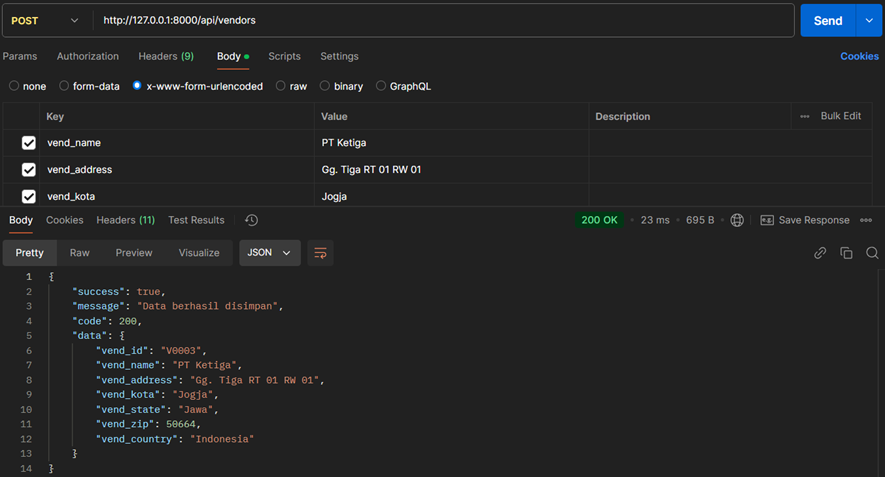 POST http://127.0.0.1:8000/api/vendors Send
Params Authorization Headers (9) Body Scripts Settings Cookies
none form-data x-www-form-urlencoded raw binary GraphQL
Key Value Description Bulk Edit
vend_name PT Ketiga
vend_address Gg. Tiga RT 01 RW 01
vend_kota Jogja
Body Cookies Headers (11) Test Results 200 OK 23 ms 695 B Save Response
Pretty Raw Preview Visualize JSON
1 {
2 "success": true,
3 "message": "Data berhasil disimpan",
4 "code": 200,
5 "data": {
6 "vend_id": "V0003",
7 "vend_name": "PT Ketiga",
8 "vend_address": "Gg. Tiga RT 01 RW 01",
9 "vend_kota": "Jogja",
10 "vend_state": "Jawa",
11 "vend_zip": 50664,
12 "vend_country": "Indonesia"
13 }
14 }